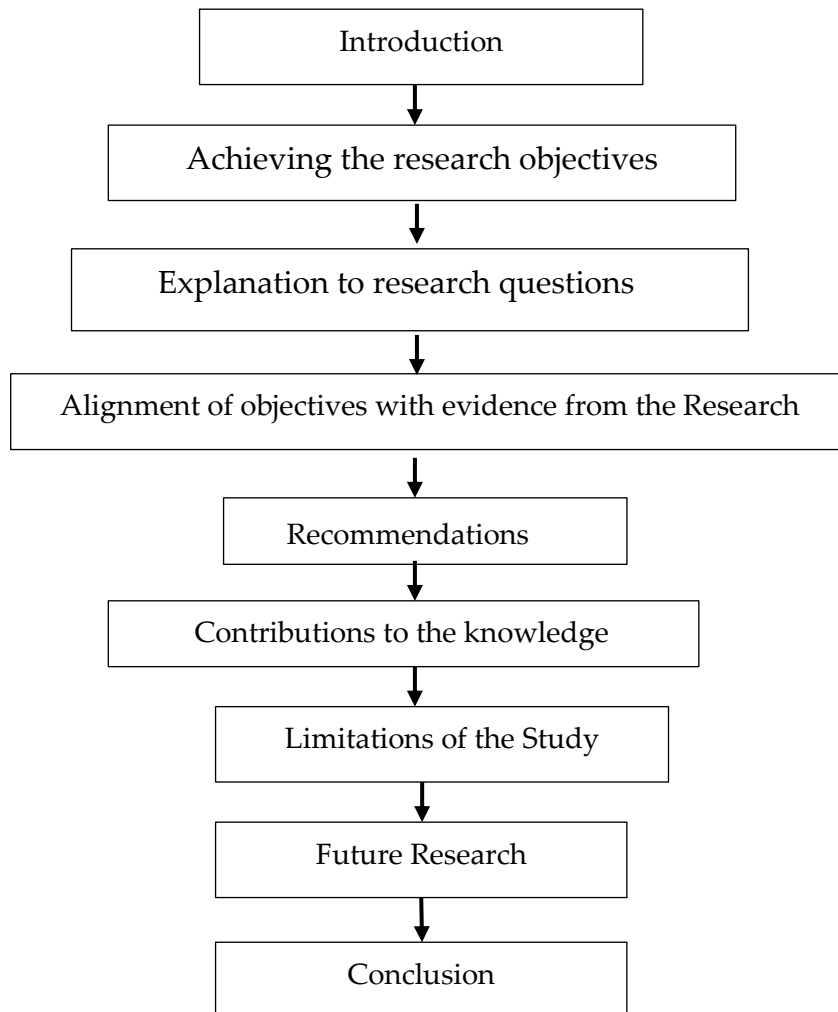 Introduction
Achieving the research objectives
Explanation to research questions
Alignment of objectives with evidence from the Research
Recommendations
Contributions to the knowledge
Limitations of the Study
Future Research
Conclusion